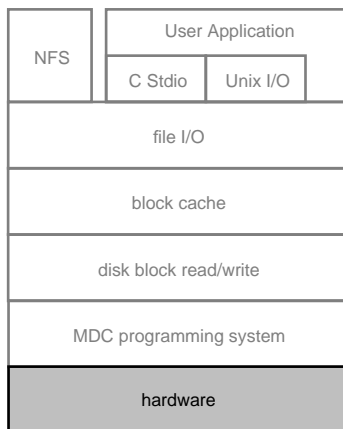 User Application
NFS
C Stdio
Unix I/O
file I/O
block cache
disk block read/write
MDC programming system
hardware